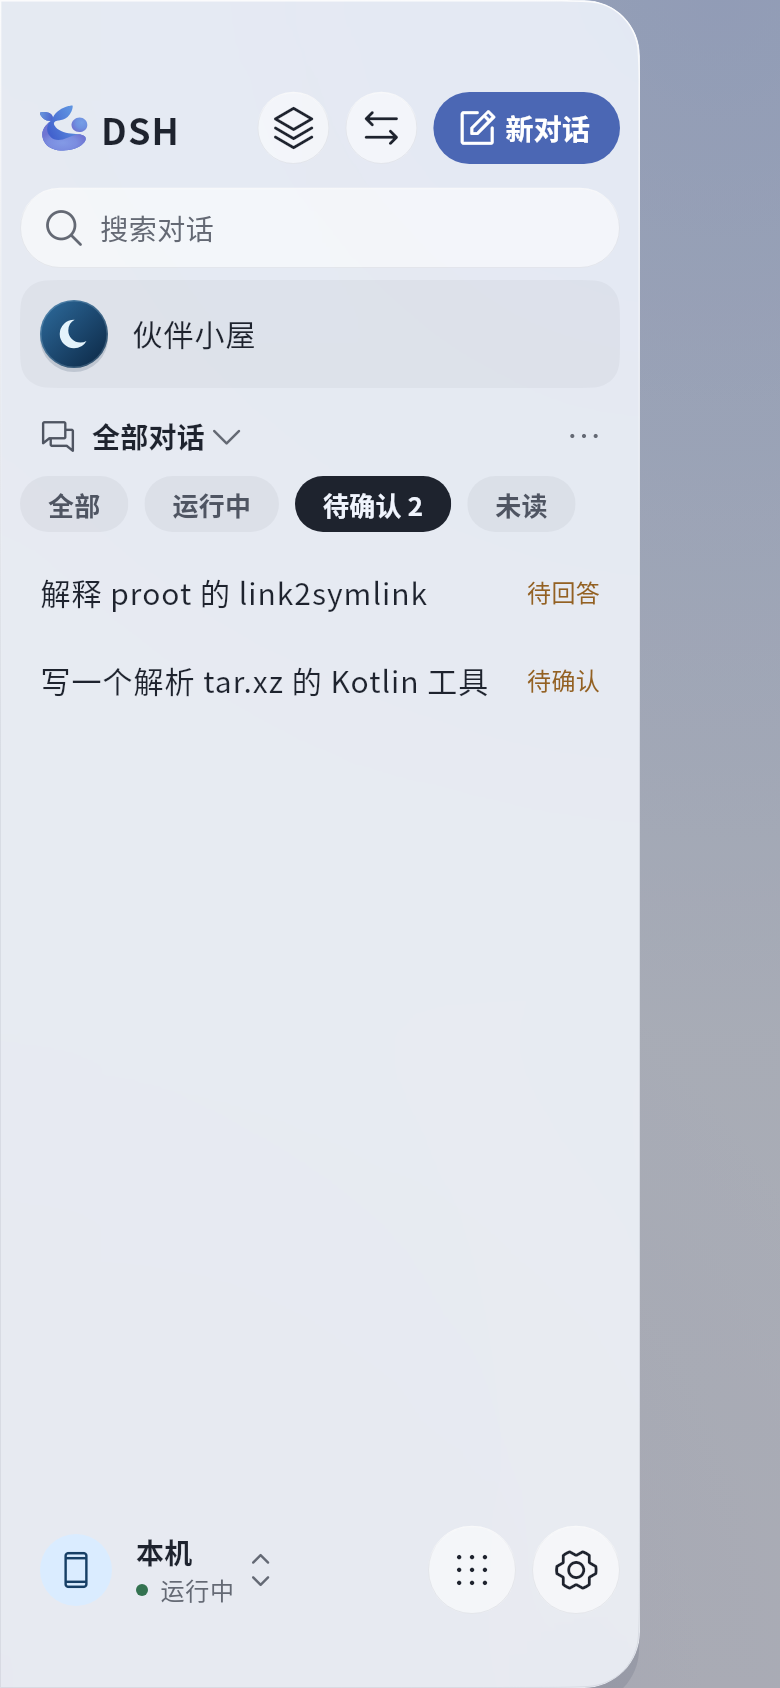 DSH
新对话
搜索对话
伙伴小屋
全部对话
全部 运行中 待确认 2 未读
解释 proot 的 link2symlink 待回答
写一个解析 tar.xz 的 Kotlin 工具 待确认
本机
运行中